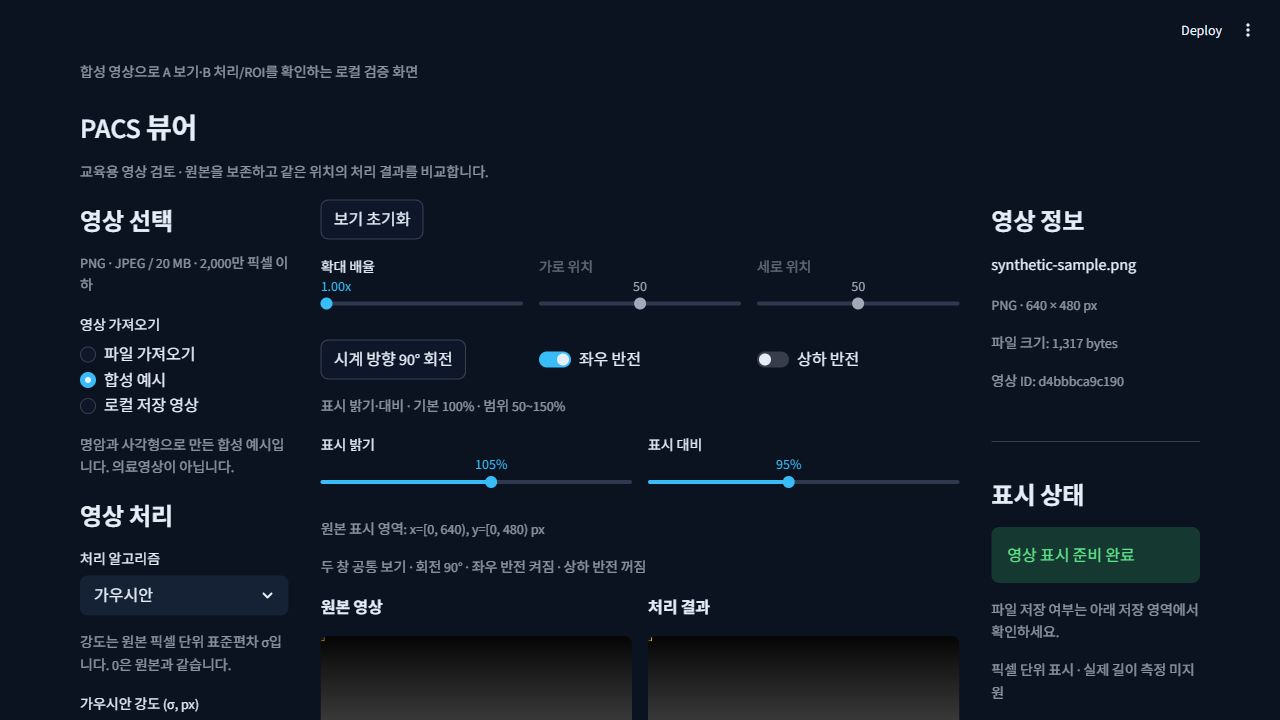 Deploy
합성 영상으로 A 보기·B 처리/ROI를 확인하는 로컬 검증 화면
PACS 뷰어
교육용 영상 검토 · 원본을 보존하고 같은 위치의 처리 결과를 비교합니다.
영상 선택
PNG · JPEG / 20 MB · 2,000만 픽셀 이
하
영상 가져오기
파일 가져오기
합성 예시
로컬 저장 영상
명암과 사각형으로 만든 합성 예시입
니다. 의료영상이 아닙니다.
영상 처리
처리 알고리즘
가우시안
강도는 원본 픽셀 단위 표준편차 σ입
니다. 0은 원본과 같습니다.
가우시안 강도 (σ, px)
보기 초기화
확대 배율
1.00x
가로 위치
50
세로 위치
50
시계 방향 90° 회전
좌우 반전
상하 반전
표시 밝기·대비 · 기본 100% · 범위 50~150%
표시 밝기
105%
표시 대비
95%
원본 표시 영역: x=[0, 640), y=[0, 480) px
두 창 공통 보기 · 회전 90° · 좌우 반전 켜짐 · 상하 반전 꺼짐
원본 영상
처리 결과
영상 정보
synthetic-sample.png
PNG · 640 × 480 px
파일 크기: 1,317 bytes
영상 ID: d4bbbca9c190
표시 상태
영상 표시 준비 완료
파일 저장 여부는 아래 저장 영역에서
확인하세요.
픽셀 단위 표시 · 실제 길이 측정 미지
원